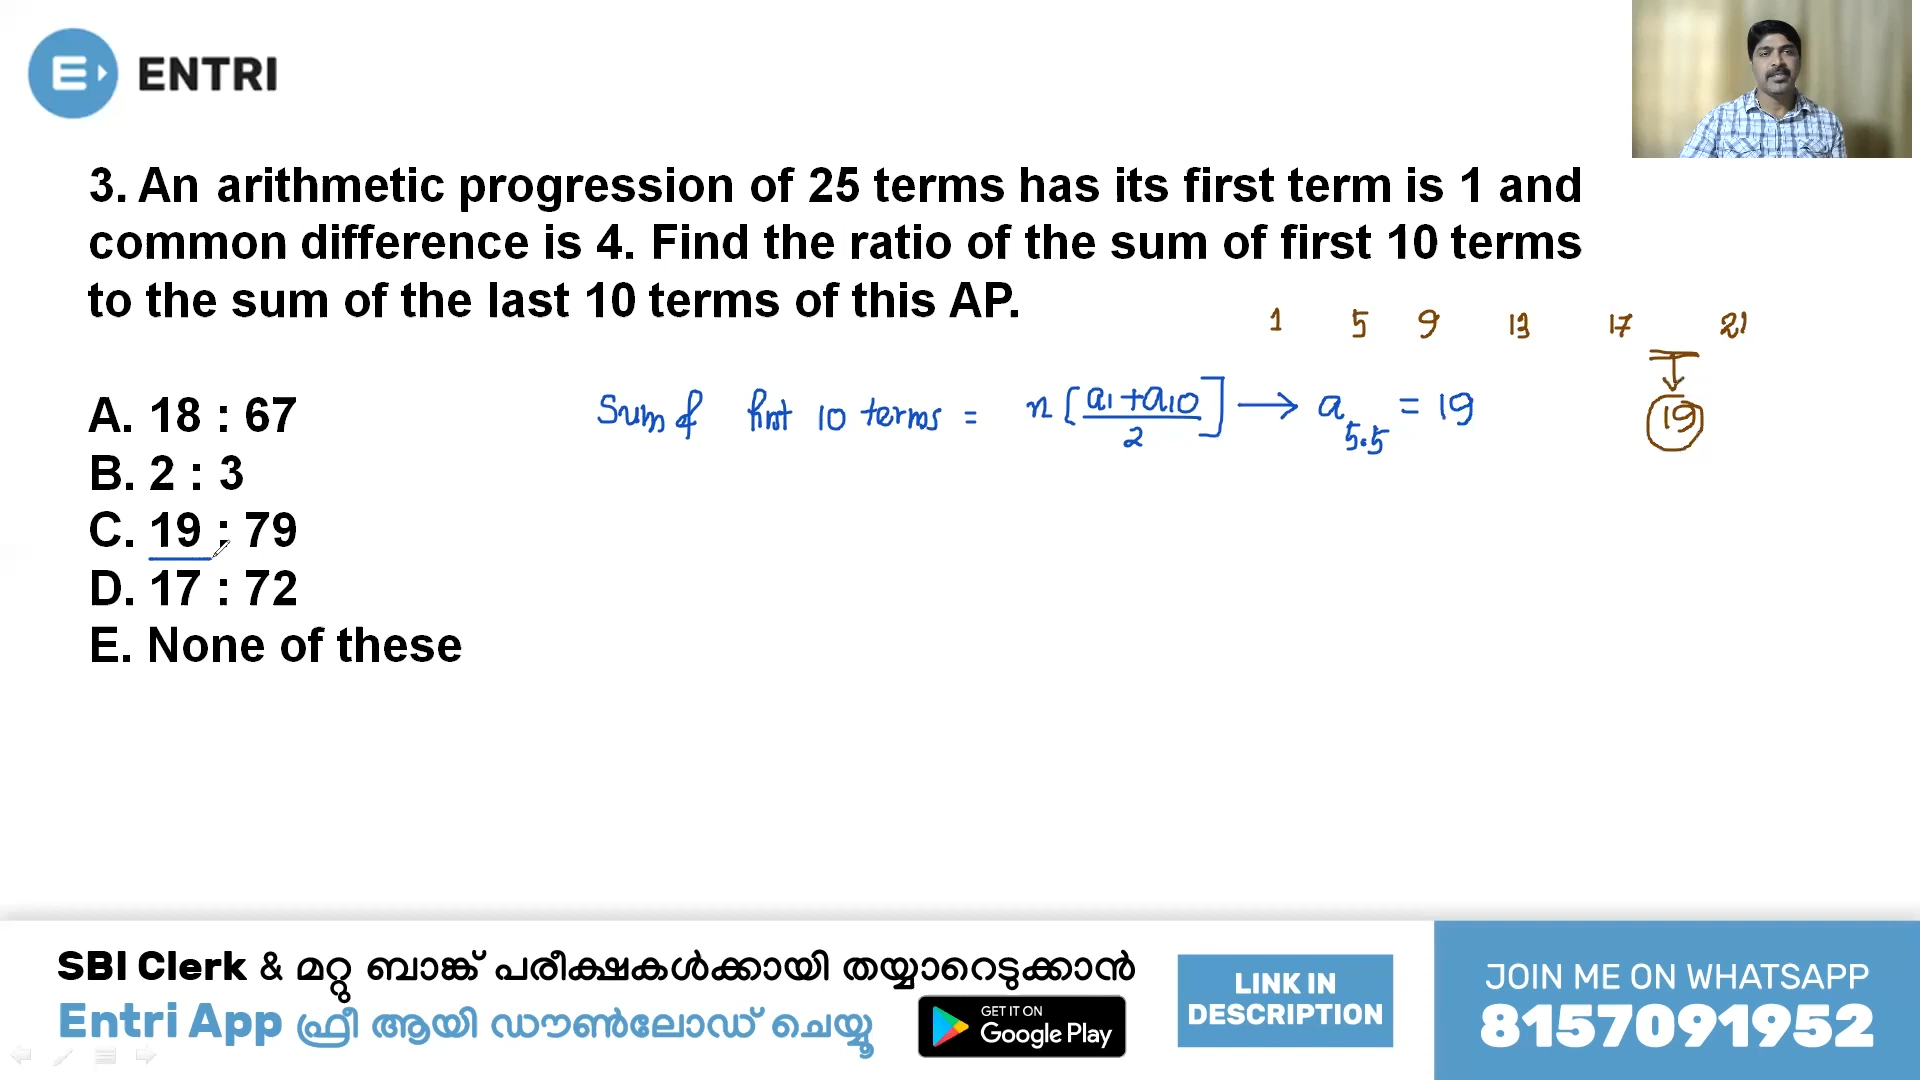 ENTRI
3. An arithmetic progression of 25 terms has its first term is 1 and
common difference is 4. Find the ratio of the sum of first 10 terms
to the sum of the last 10 terms of this AP.
1 5 9 13 17 21
19
A. 18 : 67
B. 2 : 3
C. 19 : 79
D. 17 : 72
E. None of these
Sum of first 10 terms = n [ (a1 + a10) / 2 ] → a5.5 = 19
SBI Clerk & മറ്റു ബാങ്ക് പരീക്ഷകൾക്കായി തയ്യാറെടുക്കാൻ
Entri App ഫ്രീ ആയി ഡൗൺലോഡ് ചെയ്യൂ
GET IT ON
Google Play
LINK IN
DESCRIPTION
JOIN ME ON WHATSAPP
8157091952